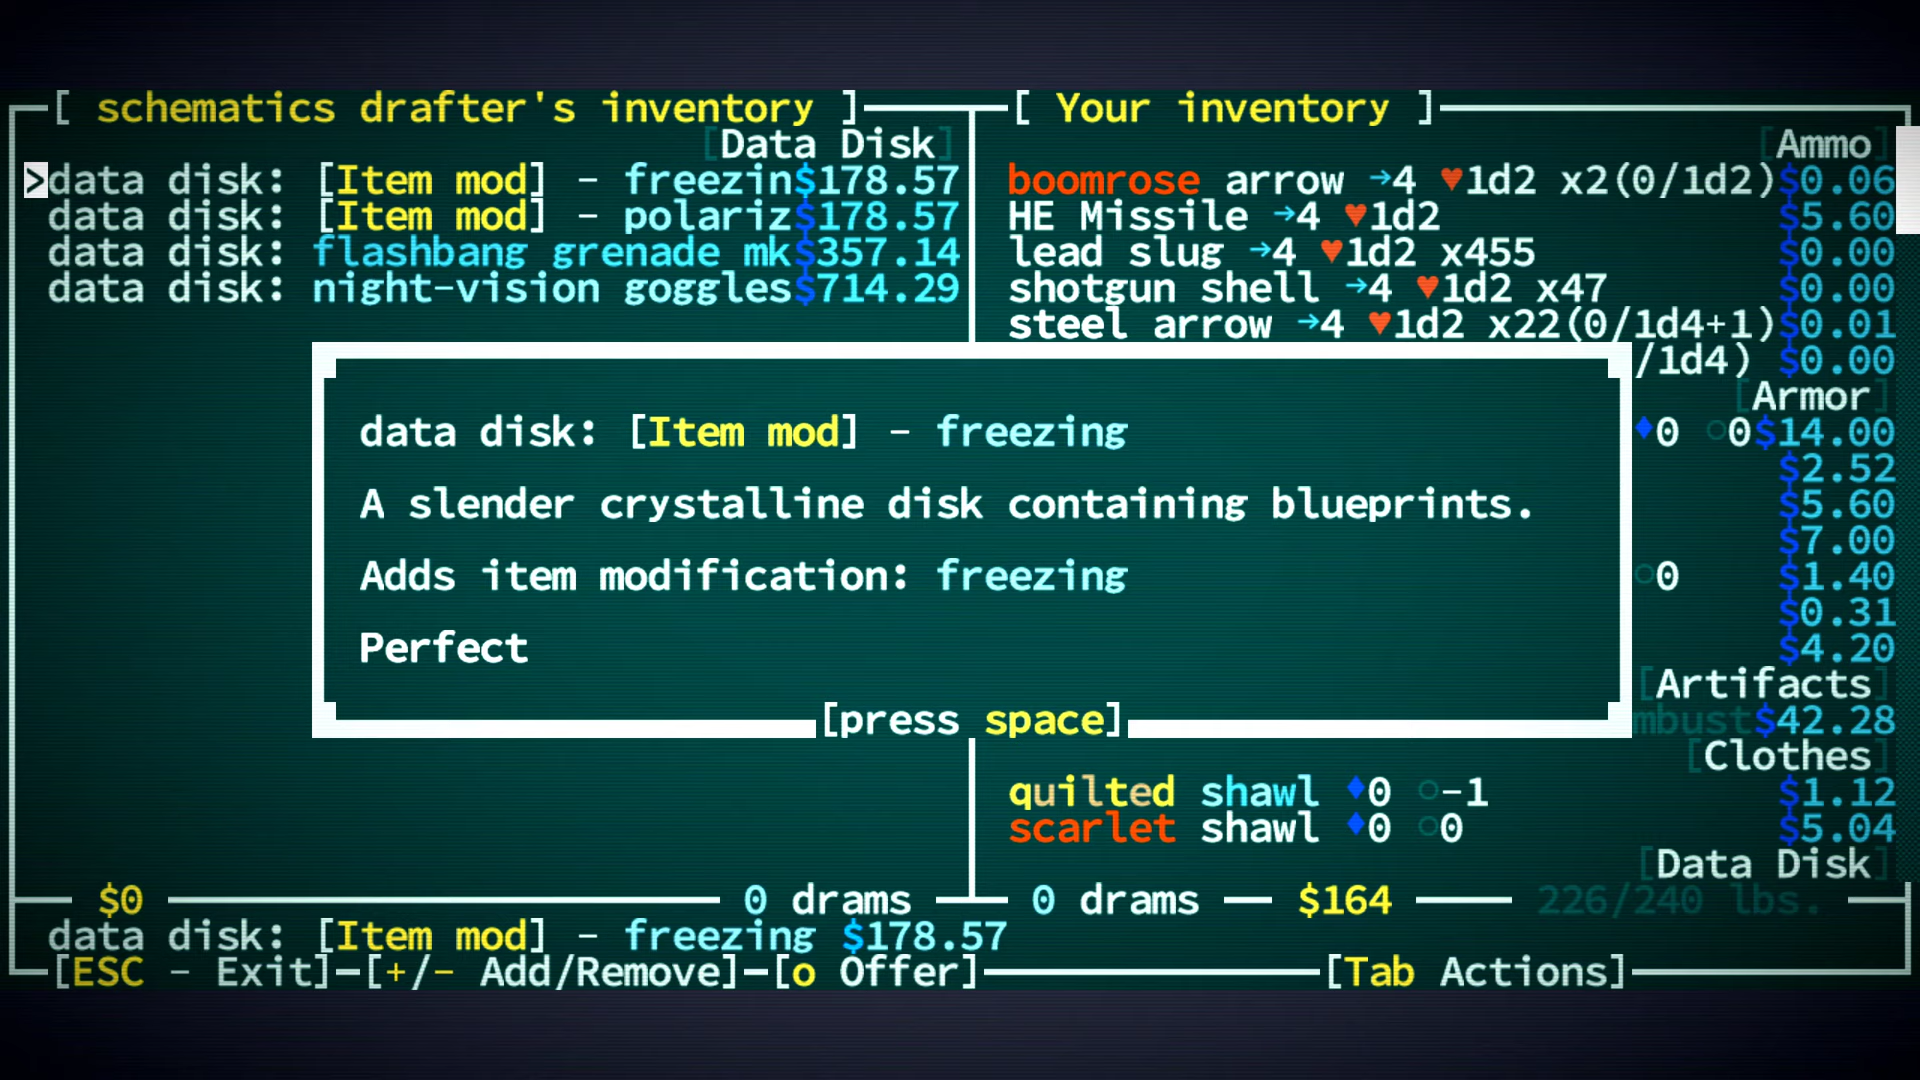 [ schematics drafter's inventory ]
[Data Disk]
>data disk: [Item mod] - freezin$178.57
data disk: [Item mod] - polariz$178.57
data disk: flashbang grenade mk$357.14
data disk: night-vision goggles$714.29
[ Your inventory ]
[Ammo]
boomrose arrow →4 ♥1d2 x2(0/1d2)$0.06
HE Missile →4 ♥1d2 $5.60
lead slug →4 ♥1d2 x455 $0.00
shotgun shell →4 ♥1d2 x47 $0.00
steel arrow →4 ♥1d2 x22(0/1d4+1)$0.01
/1d4) $0.00
[Armor]
♦0 ○0$14.00
$2.52
$5.60
$7.00
○0 $1.40
$0.31
$4.20
[Artifacts]
mbust$42.28
[Clothes]
quilted shawl ♦0 ○-1 $1.12
scarlet shawl ♦0 ○0 $5.04
[Data Disk]
data disk: [Item mod] - freezing
A slender crystalline disk containing blueprints.
Adds item modification: freezing
Perfect
[press space]
$0 0 drams 0 drams $164 226/240 lbs.
data disk: [Item mod] - freezing $178.57
[ESC - Exit] [+/- Add/Remove] [o Offer] [Tab Actions]